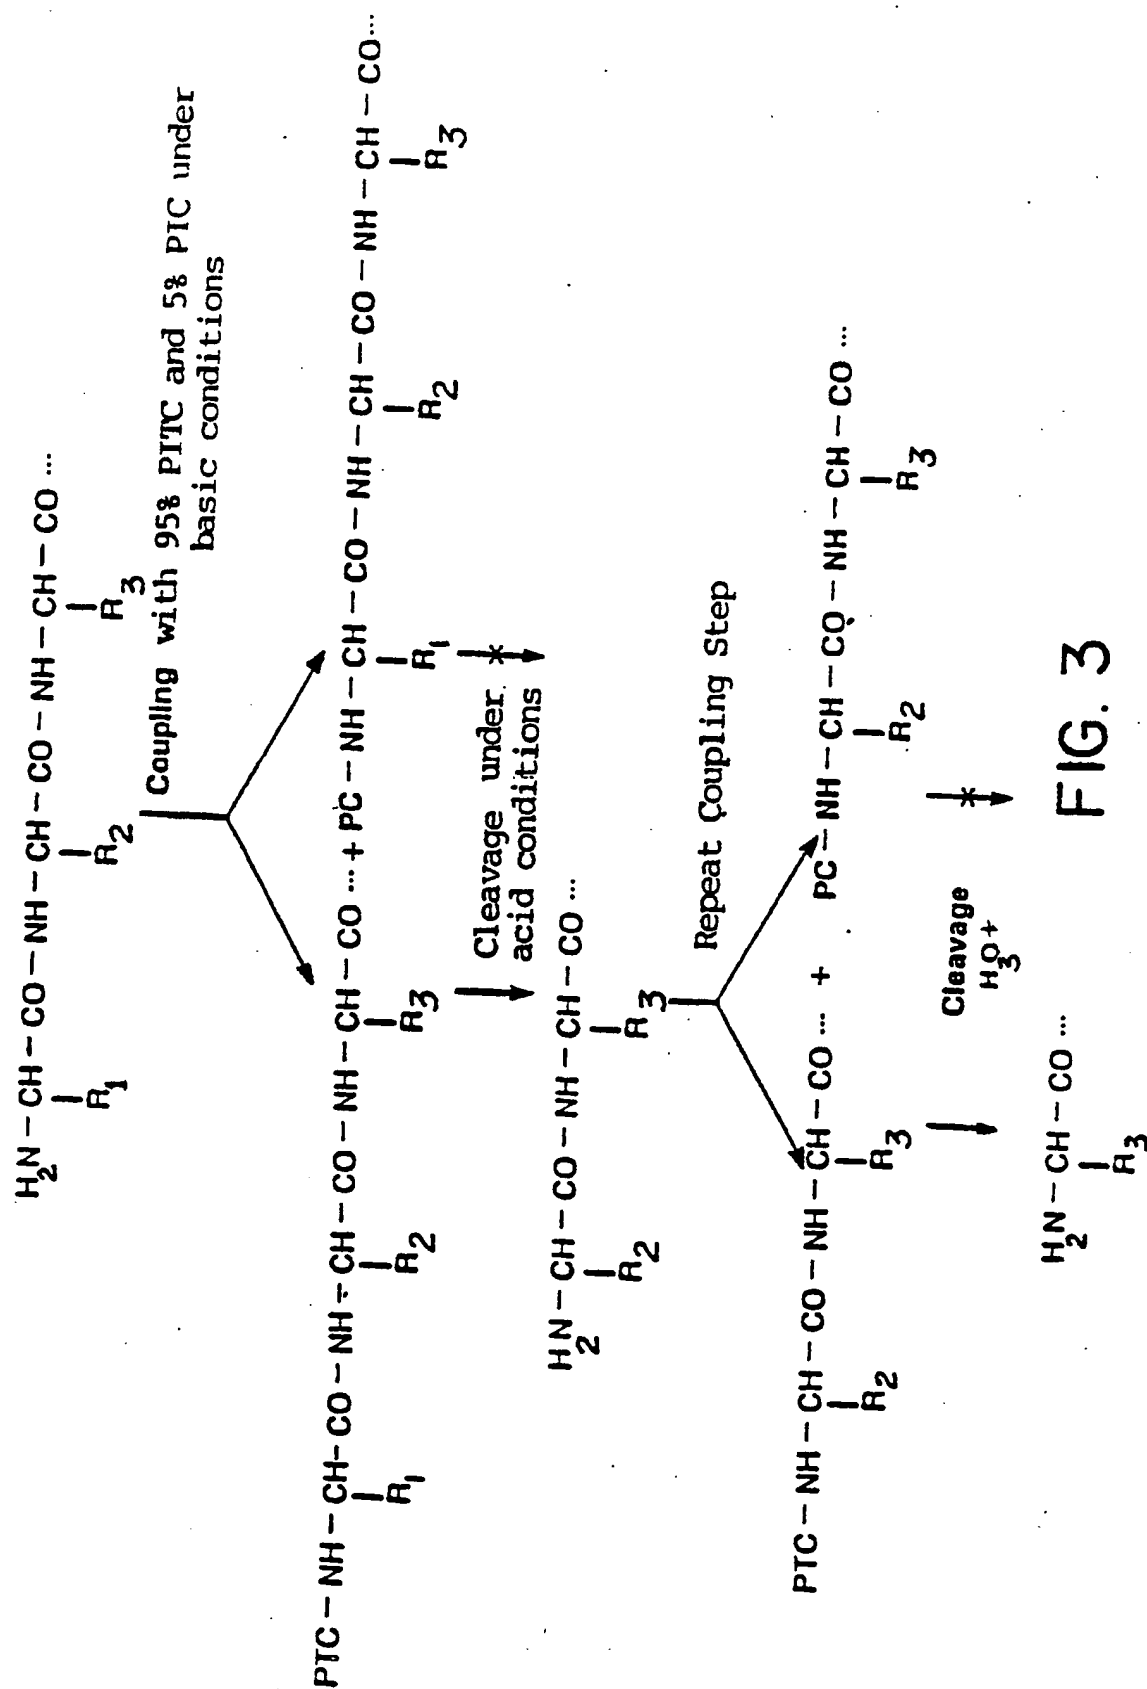 H₂N–CH–CO–NH–CH–CO–NH–CH–CO...
R₁ R₂ R₃
Coupling with 95% PITC and 5% PIC under
basic conditions
PTC–NH–CH–CO–NH–CH–CO–NH–CH–CO...+PC–NH–CH–CO–NH–CH–CO–NH–CH–CO...
R₁ R₂ R₃ R₁ R₂ R₃
Cleavage under
acid conditions
H₂N–CH–CO–NH–CH–CO...
R₂ R₃
Repeat Coupling Step
PTC–NH–CH–CO–NH–CH–CO... + PC–NH–CH–CO–NH–CH–CO...
R₂ R₃ R₂ R₃
Cleavage
H₃O+
H₂N–CH–CO...
R₃
FIG. 3